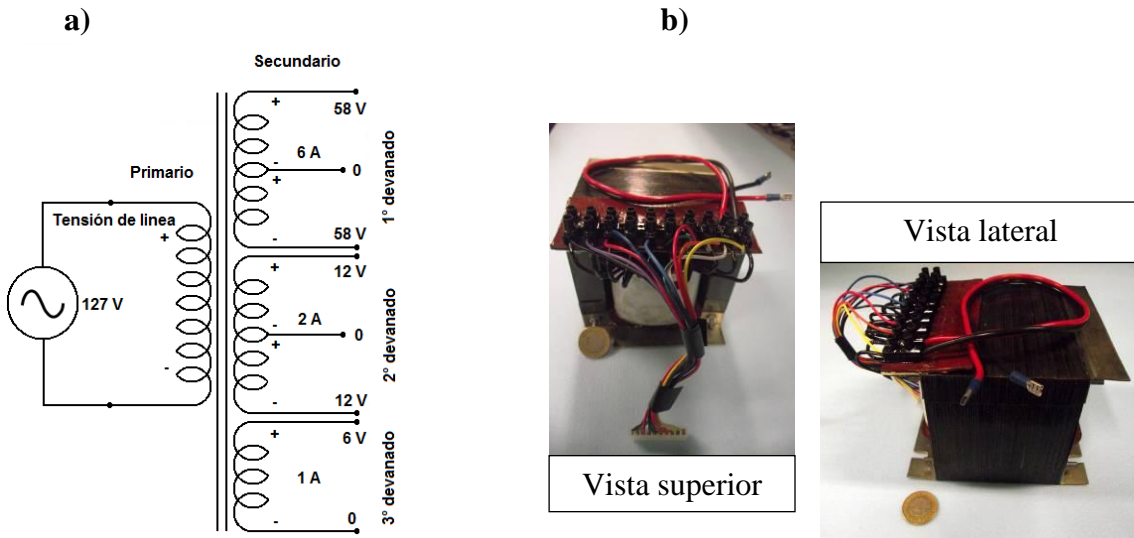 a)
b)
Secundario
+
58 V
6 A
-
0
+
-
58 V
1° devanado
Primario
Tensión de linea
+
127 V
-
+
12 V
2 A
-
0
+
-
12 V
2° devanado
+
6 V
1 A
-
0
3° devanado
Vista superior
Vista lateral